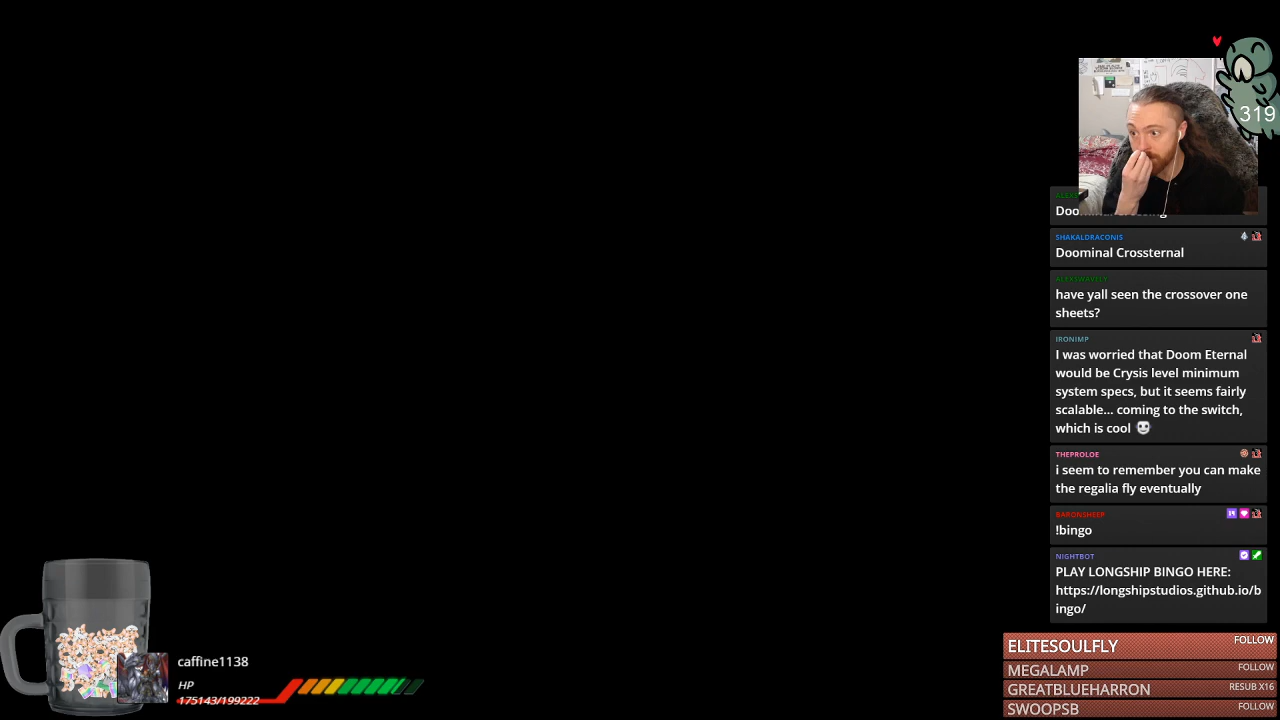 319
SHAKALDRACONIS
Doominal Crossternal
have yall seen the crossover one
sheets?
IRONIMP
I was worried that Doom Eternal
would be Crysis level minimum
system specs, but it seems fairly
scalable... coming to the switch,
which is cool
THEPROLOE
i seem to remember you can make
the regalia fly eventually
BARONSHEEP
!bingo
NIGHTBOT
PLAY LONGSHIP BINGO HERE:
https://longshipstudios.github.io/b
ingo/
ELITESOULFLY FOLLOW
MEGALAMP FOLLOW
GREATBLUEHARRON RESUB X16
SWOOPSB FOLLOW
caffine1138
HP
175143/199222